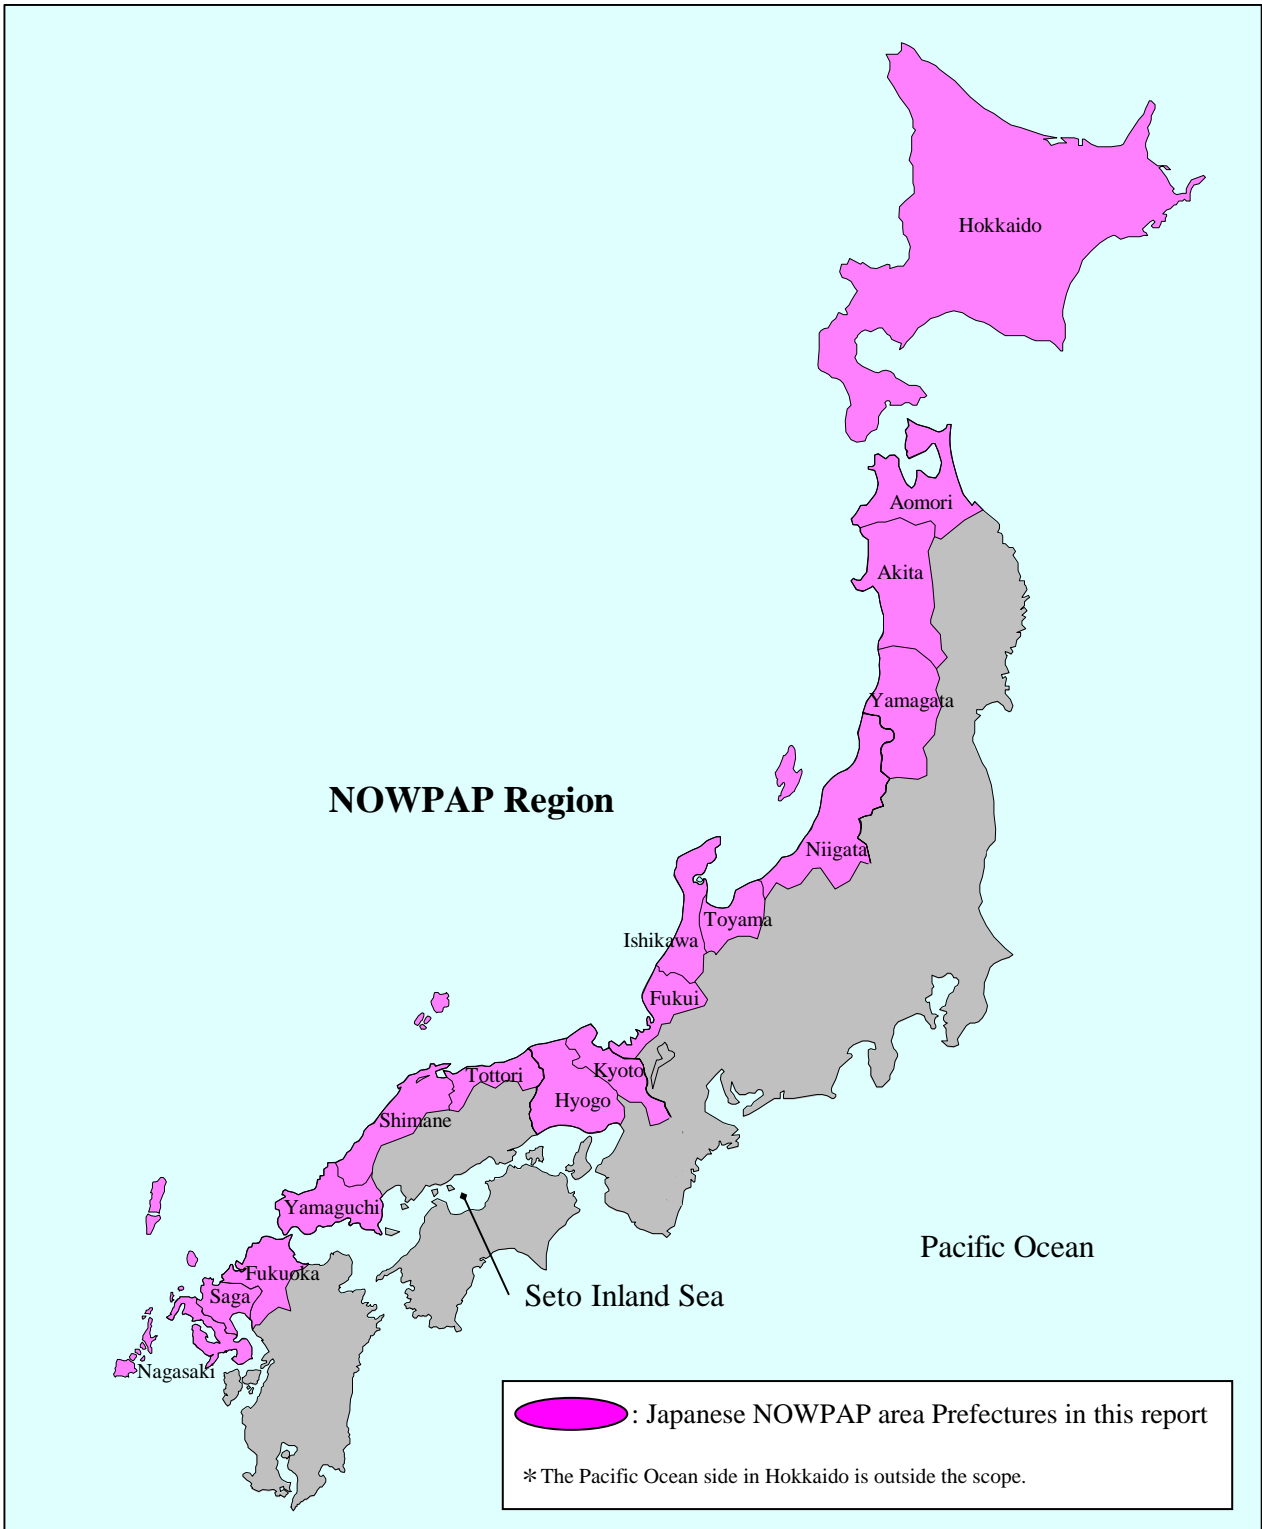 Hokkaido
Aomori
Akita
Yamagata
NOWPAP Region
Niigata
Toyama
Ishikawa
Fukui
Kyoto
Tottori
Hyogo
Shimane
Yamaguchi
Pacific Ocean
Fukuoka
Saga
Seto Inland Sea
Nagasaki
: Japanese NOWPAP area Prefectures in this report
* The Pacific Ocean side in Hokkaido is outside the scope.